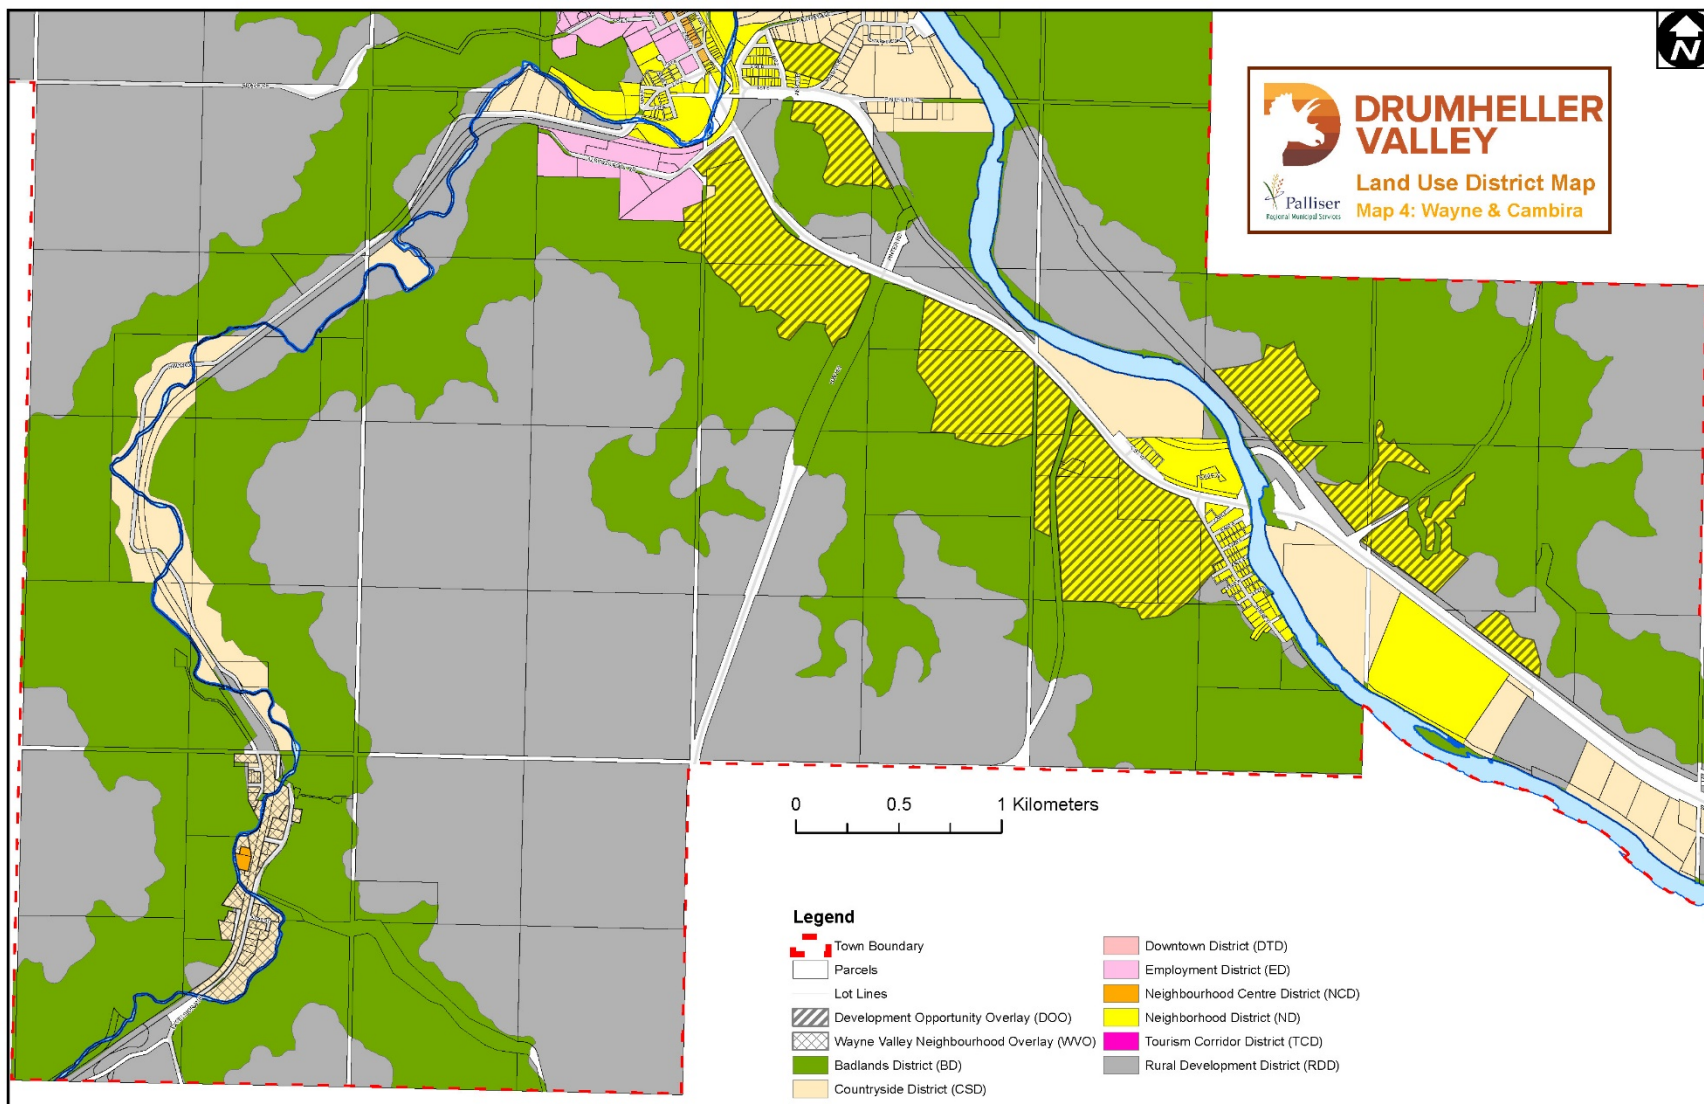 N
DRUMHELLER
VALLEY
Land Use District Map
Map 4: Wayne & Cambira
Palliser
Regional Municipal Services
0 0.5 1 Kilometers
Legend
Town Boundary
Parcels
Lot Lines
Development Opportunity Overlay (DOO)
Wayne Valley Neighbourhood Overlay (WVO)
Badlands District (BD)
Countryside District (CSD)
Downtown District (DTD)
Employment District (ED)
Neighbourhood Centre District (NCD)
Neighborhood District (ND)
Tourism Corridor District (TCD)
Rural Development District (RDD)